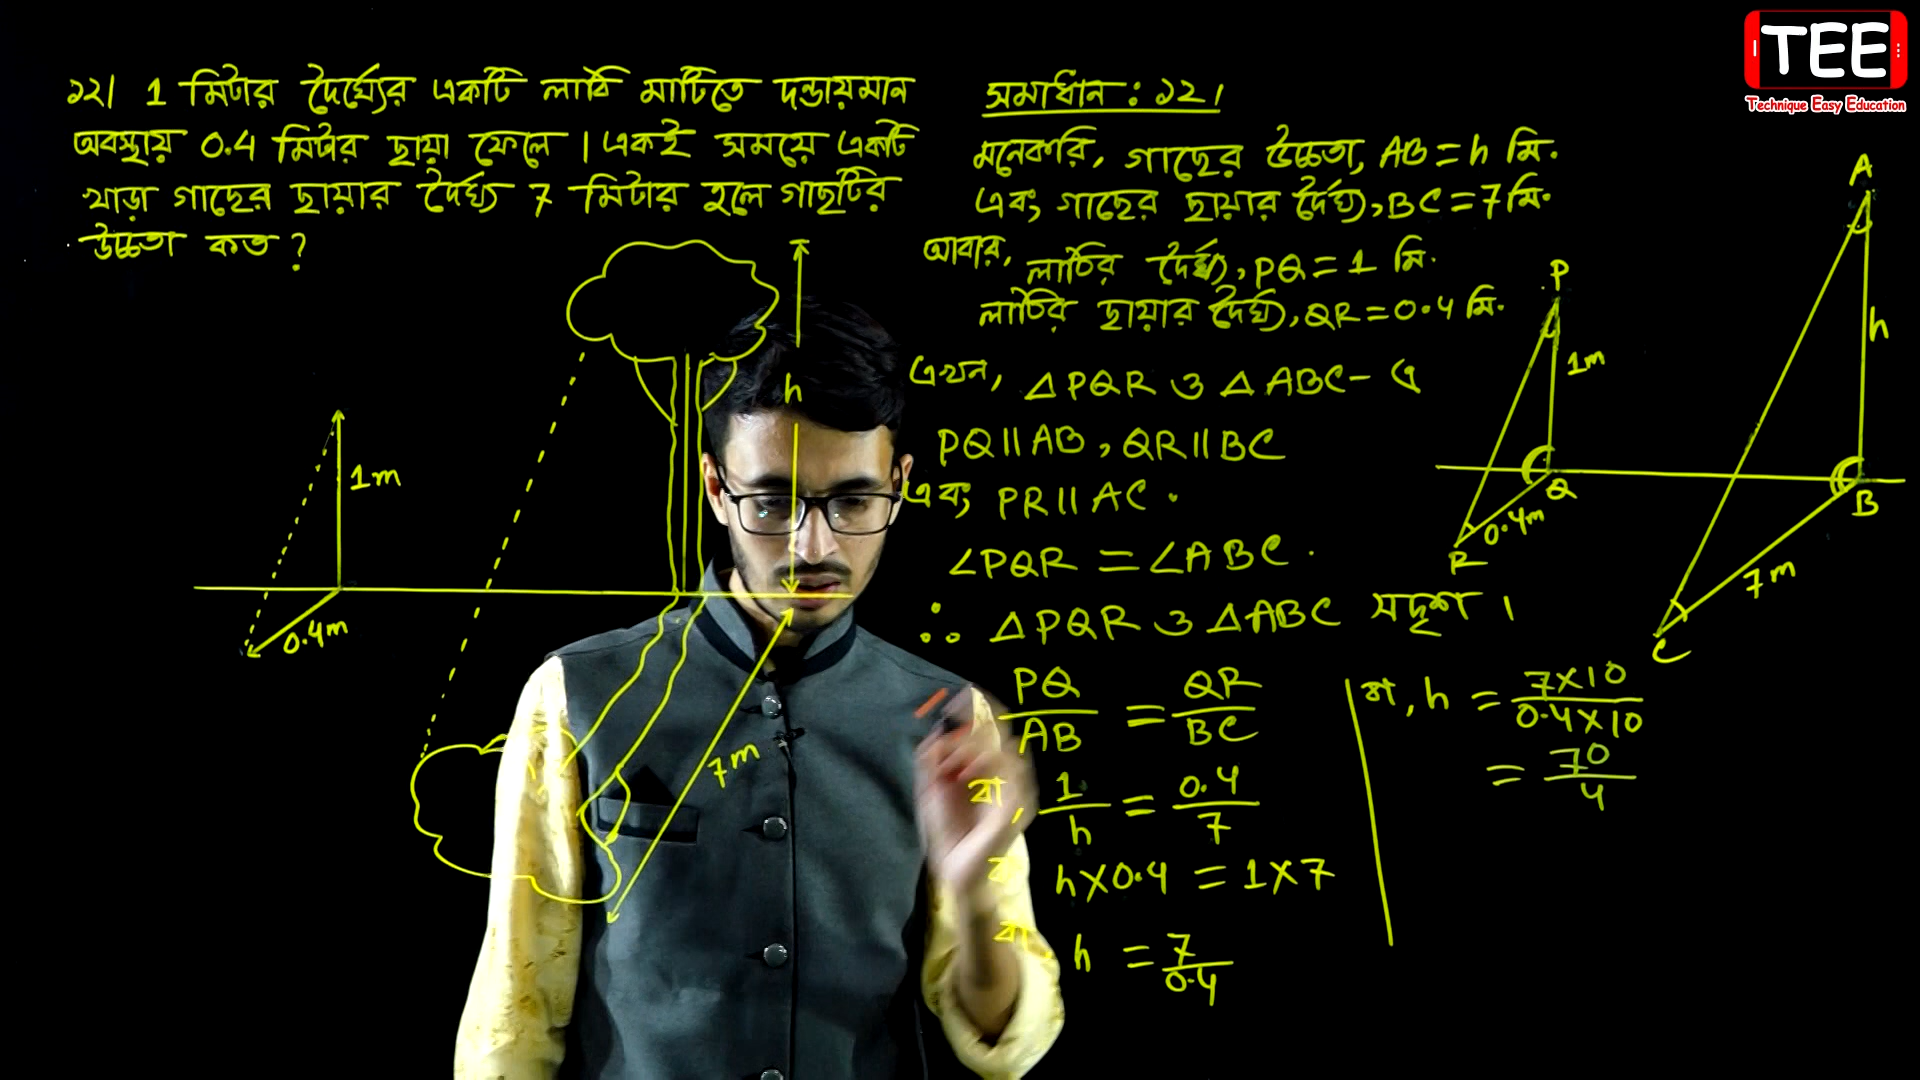 TEE
Technique Easy Education
১২। 1 মিটার দৈর্ঘ্যের একটি লাঠি মাটিতে দন্ডায়মান
অবস্থায় 0.4 মিটার ছায়া ফেলে। একই সময়ে একটি
খাড়া গাছের ছায়ার দৈর্ঘ্য 7 মিটার হলে গাছটির
উচ্চতা কত?
h
1m
0.4m
7m
সমাধান: ১২।
মনেকরি, গাছের উচ্চতা, AB = h মি.
এবং গাছের ছায়ার দৈর্ঘ্য, BC = 7 মি.
আবার, লাঠির দৈর্ঘ্য, PQ = 1 মি.
লাঠির ছায়ার দৈর্ঘ্য, QR = 0.4 মি.
এখন, △PQR ও △ABC-এ
PQ || AB, QR || BC
এবং PR || AC.
∠PQR = ∠ABC.
∴ △PQR ও △ABC সদৃশ।
PQ/AB = QR/BC
বা, 1/h = 0.4/7
বা h×0.4 = 1×7
বা h = 7/0.4
বা, h = 7×10/0.4×10
= 70/4
P
1m
Q
0.4m
R
A
h
B
7m
C